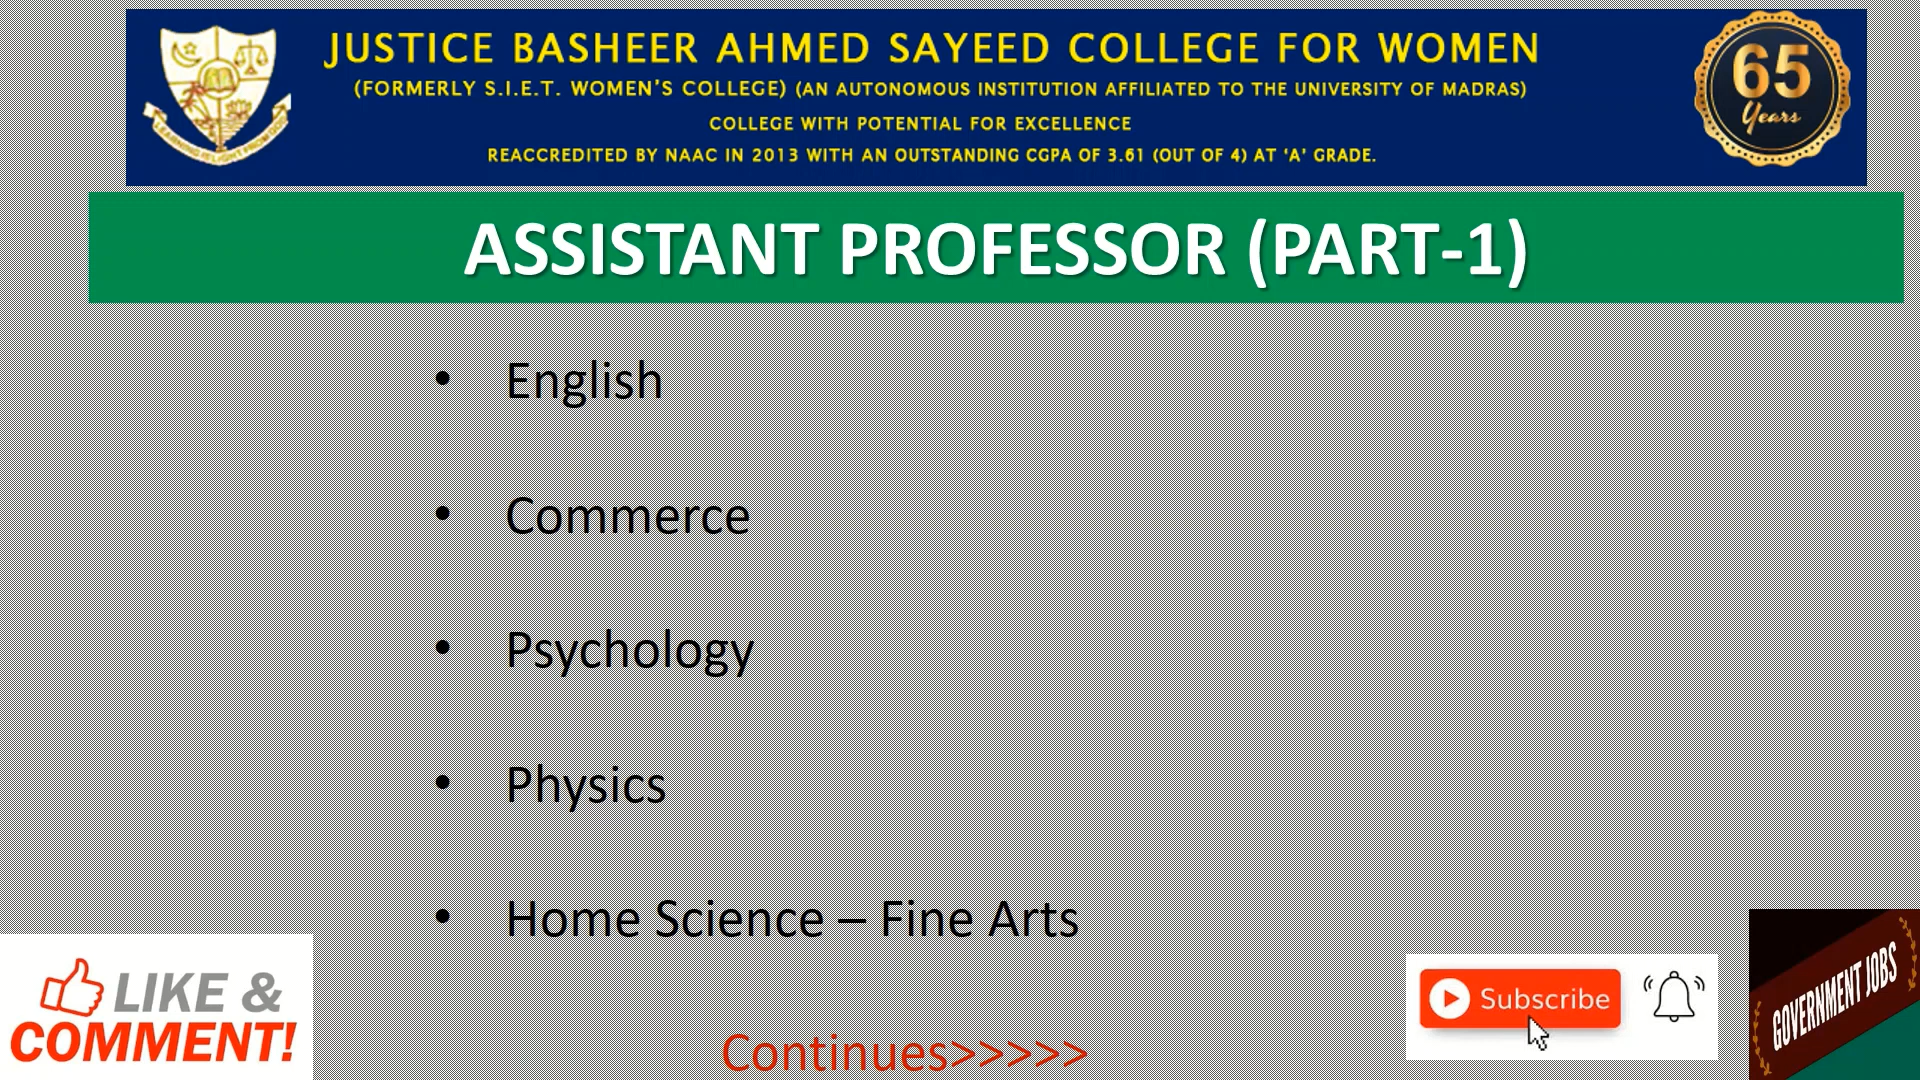 JUSTICE BASHEER AHMED SAYEED COLLEGE FOR WOMEN
(FORMERLY S.I.E.T. WOMEN'S COLLEGE) (AN AUTONOMOUS INSTITUTION AFFILIATED TO THE UNIVERSITY OF MADRAS)
COLLEGE WITH POTENTIAL FOR EXCELLENCE
REACCREDITED BY NAAC IN 2013 WITH AN OUTSTANDING CGPA OF 3.61 (OUT OF 4) AT ‘A’ GRADE.
65
Years
ASSISTANT PROFESSOR (PART-1)
• English
• Commerce
• Psychology
• Physics
• Home Science – Fine Arts
LIKE &
COMMENT!
Continues>>>>>
Subscribe
GOVERNMENT JOBS